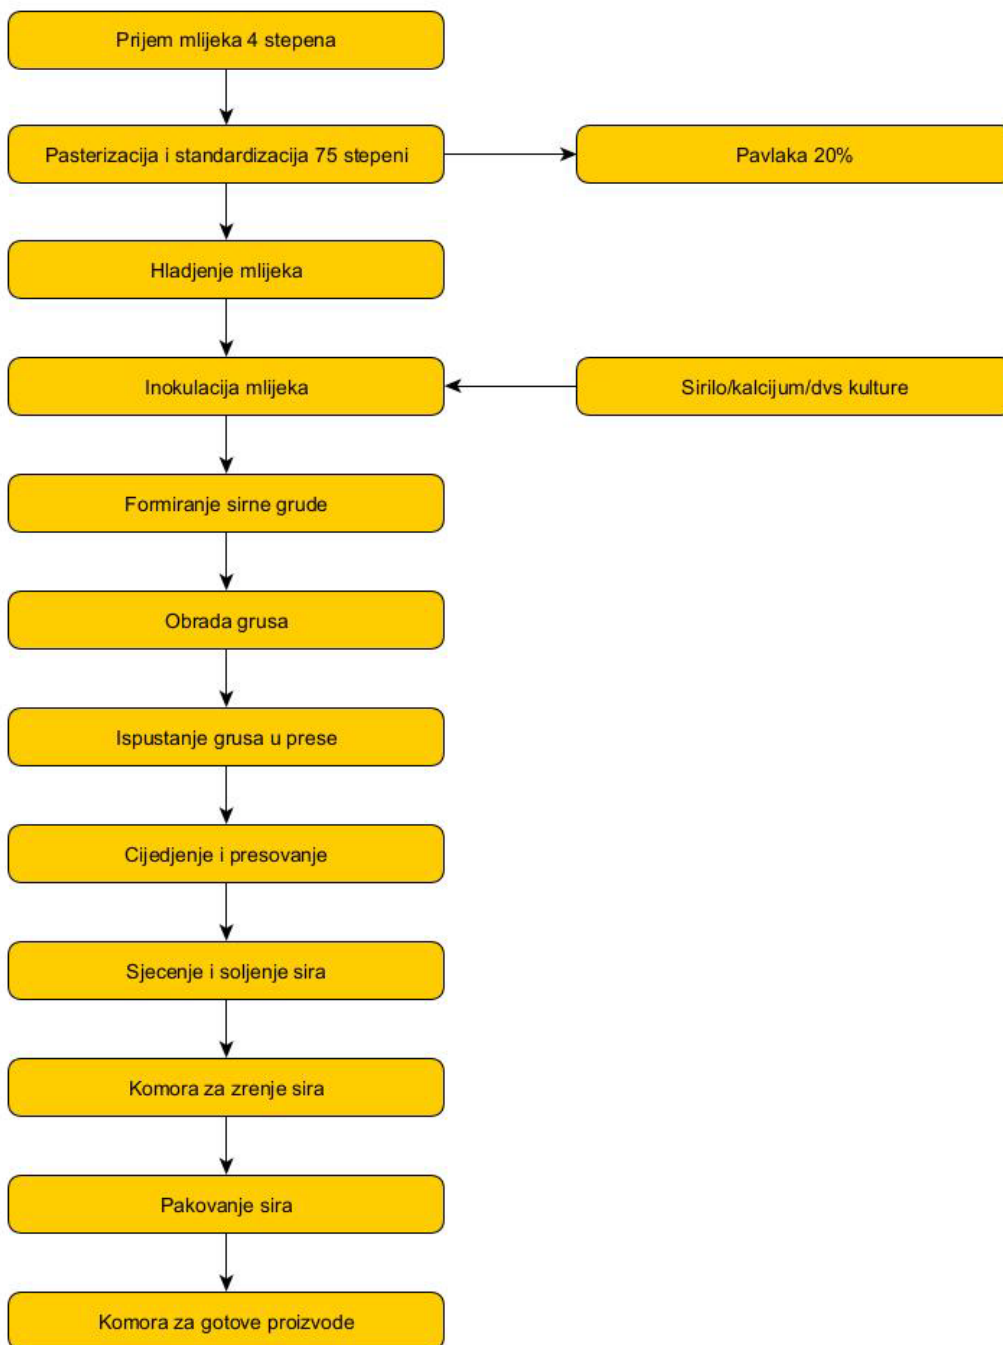 Prijem mlijeka 4 stepena
Pasterizacija i standardizacija 75 stepeni
Pavlaka 20%
Hladjenje mlijeka
Inokulacija mlijeka
Sirilo/kalcijum/dvs kulture
Formiranje sirne grude
Obrada grusa
Ispustanje grusa u prese
Cijedjenje i presovanje
Sjecenje i soljenje sira
Komora za zrenje sira
Pakovanje sira
Komora za gotove proizvode